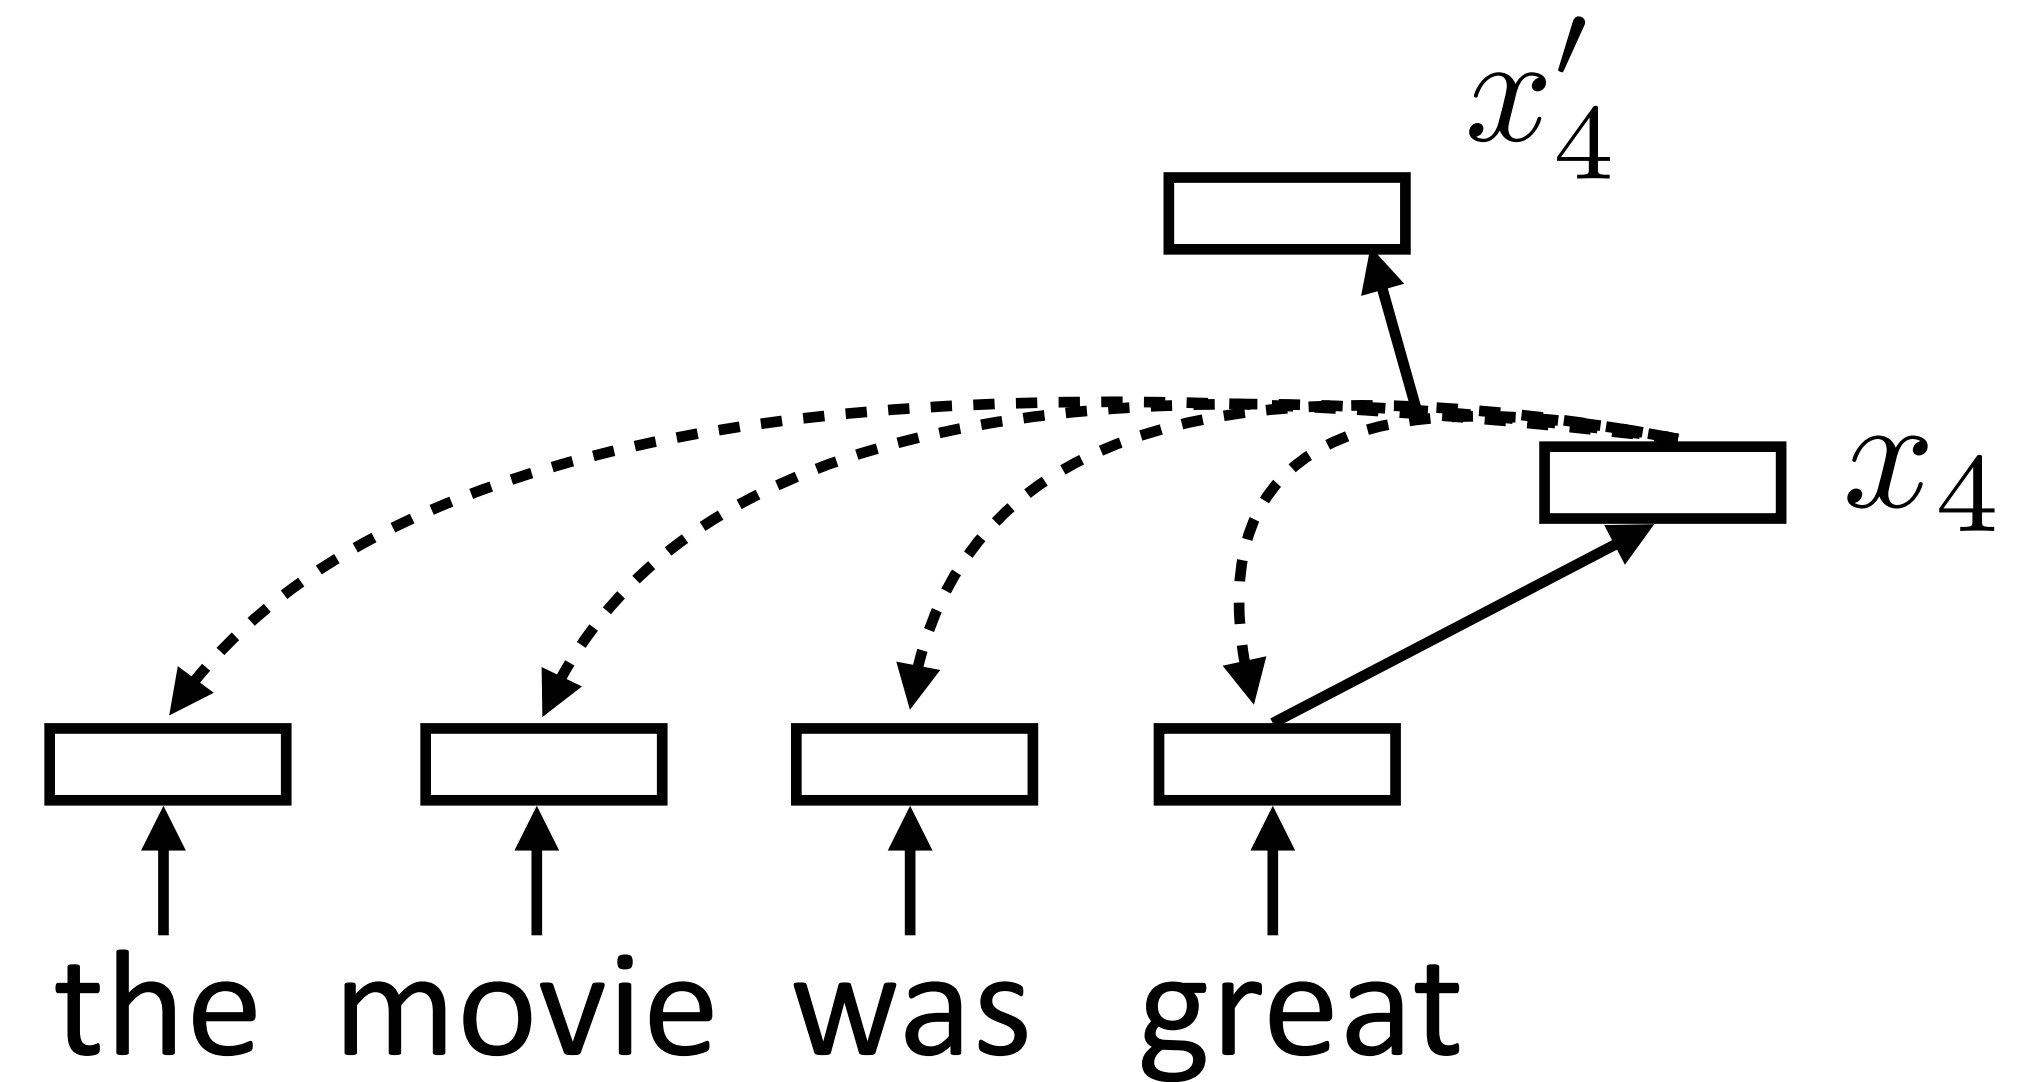 x′₄
x₄
the movie was great